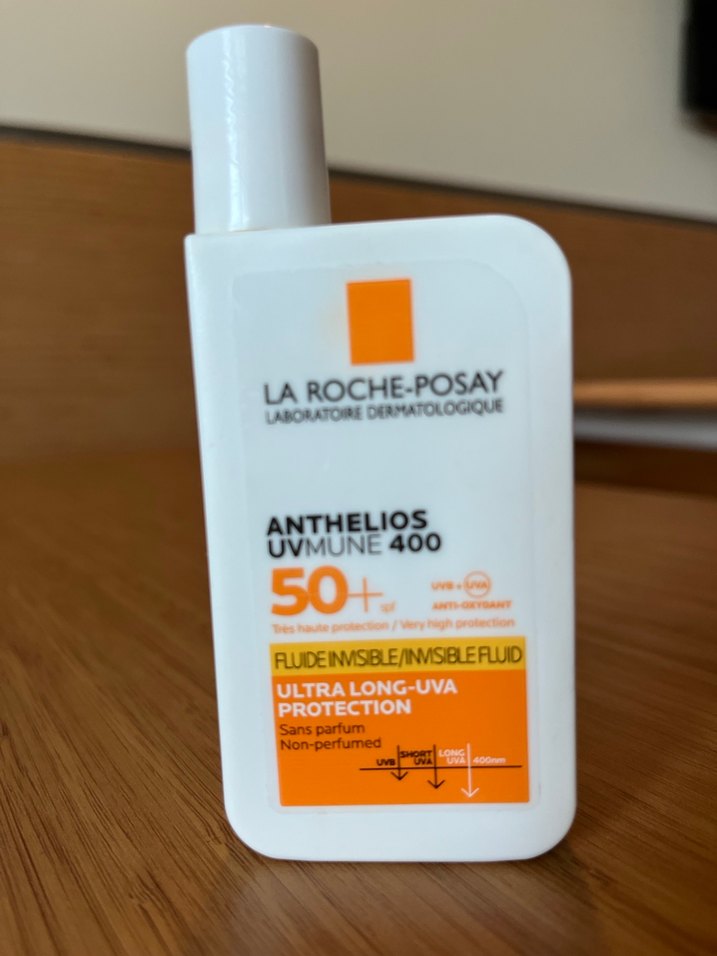 LA ROCHE-POSAY
LABORATOIRE DERMATOLOGIQUE
ANTHELIOS
UVMUNE 400
50+ spf
UVB + UVA
ANTI-OXYDANT
Très haute protection / Very high protection
FLUIDE INVISIBLE/INVISIBLE FLUID
ULTRA LONG-UVA
PROTECTION
Sans parfum
Non-perfumed
UVB
SHORT
UVA
LONG
UVA
400nm